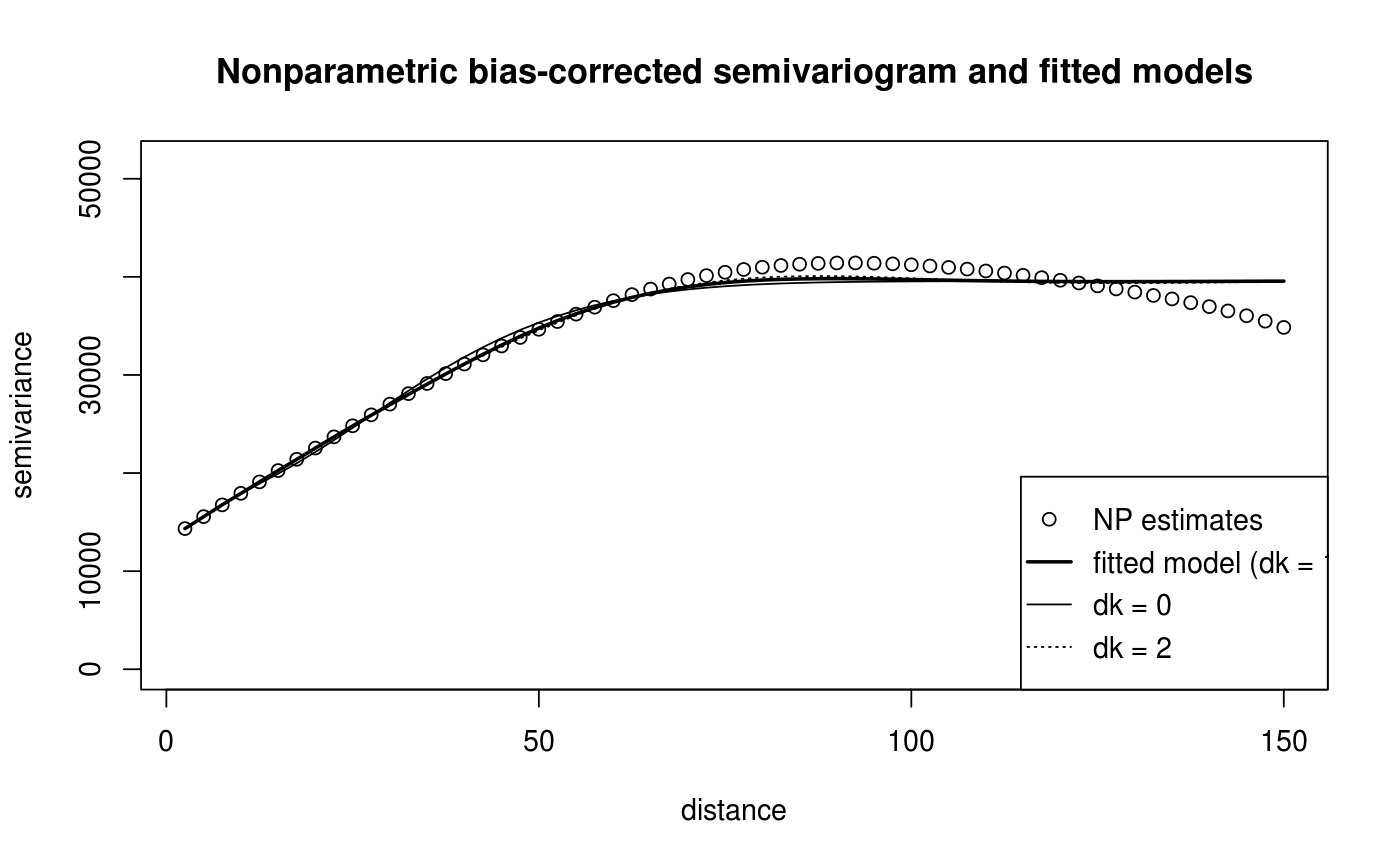 Nonparametric bias-corrected semivariogram and fitted models
semivariance
50000
30000
10000
0
0 50 100 150
distance
NP estimates
fitted model (dk =
dk = 0
dk = 2